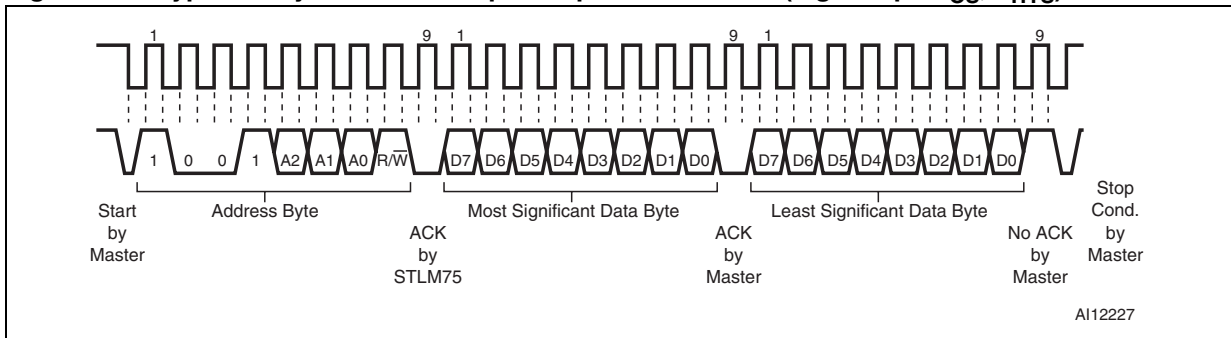 1 9 1 9 1 9
1 0 0 1 A2 A1 A0 R/W D7 D6 D5 D4 D3 D2 D1 D0 D7 D6 D5 D4 D3 D2 D1 D0
Start
by
Master
Address Byte
ACK
by
STLM75
Most Significant Data Byte
ACK
by
Master
Least Significant Data Byte
No ACK
by
Master
Stop
Cond.
by
Master
AI12227